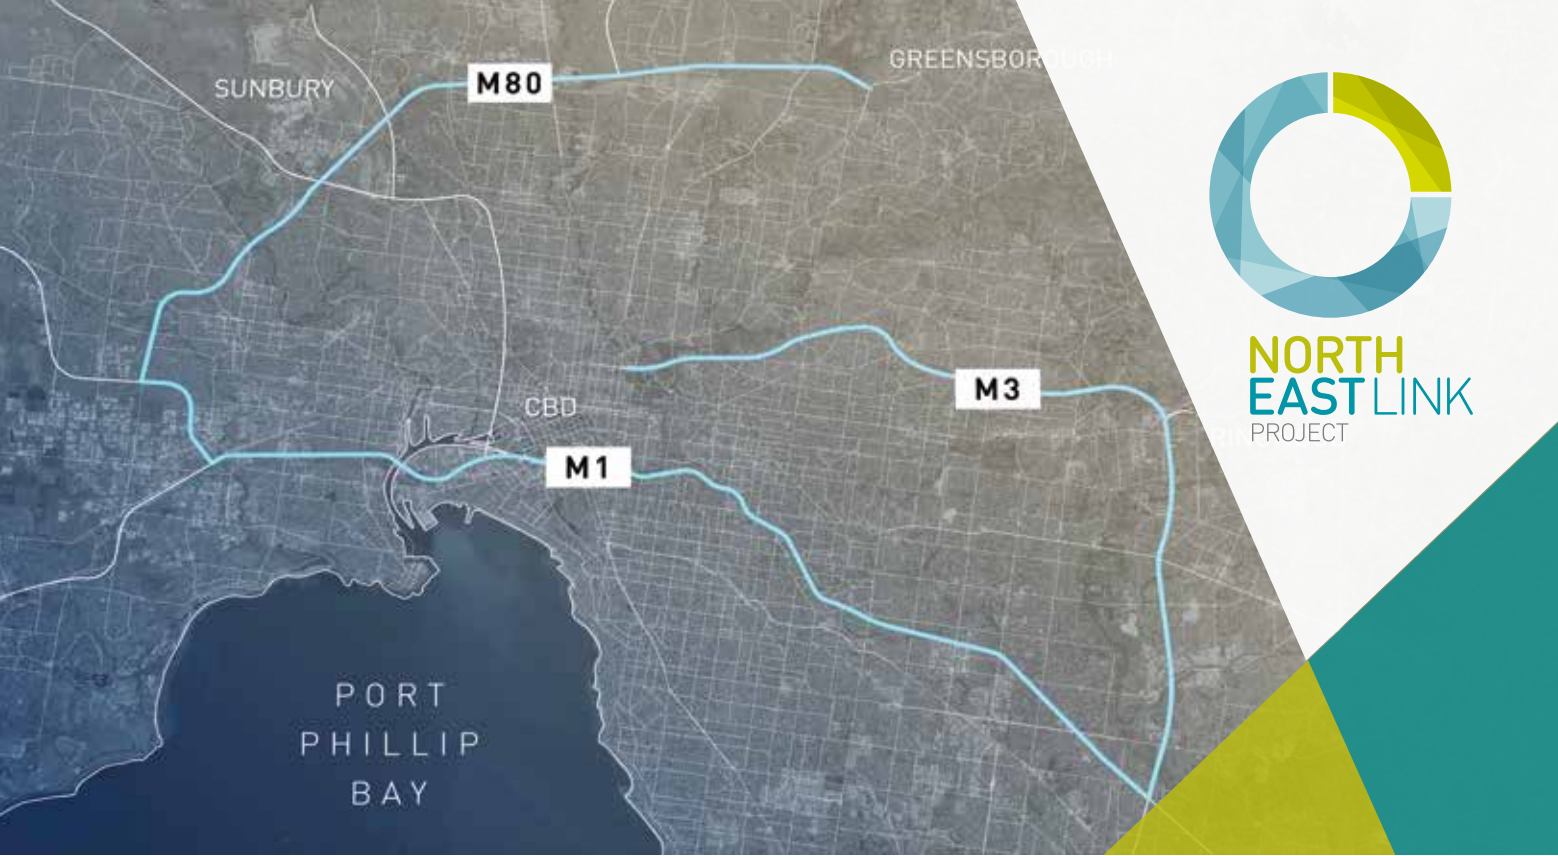 GREENSBOROUGH
SUNBURY
M80
M3
CBD
M1
PORT
PHILLIP
BAY
NORTH
EAST LINK
PROJECT